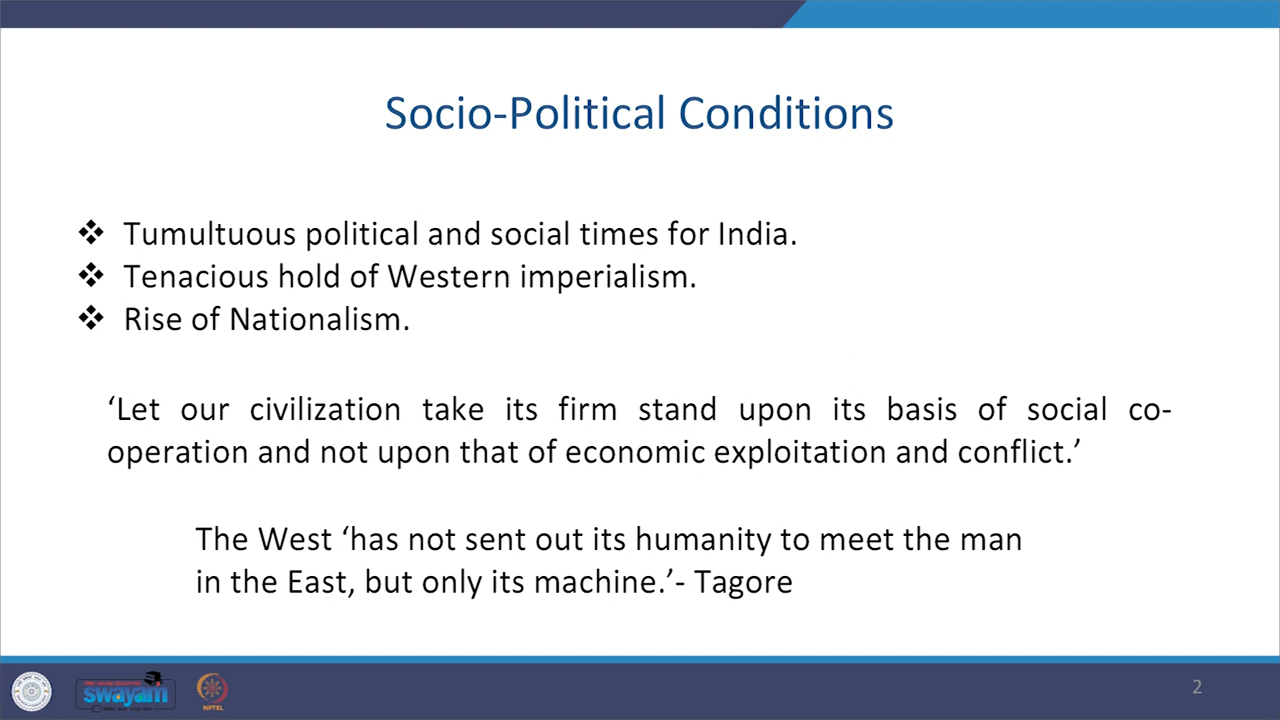 Socio-Political Conditions
❖ Tumultuous political and social times for India.
❖ Tenacious hold of Western imperialism.
❖ Rise of Nationalism.
‘Let our civilization take its firm stand upon its basis of social co-
operation and not upon that of economic exploitation and conflict.’
The West ‘has not sent out its humanity to meet the man
in the East, but only its machine.’- Tagore
swayam
NPTEL
2